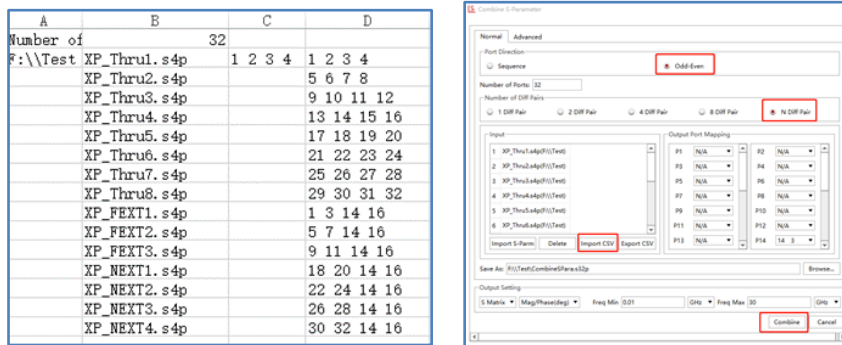 A B C D
Number of 32
F:\\Test XP_Thru1.s4p 1 2 3 4 1 2 3 4
XP_Thru2.s4p 5 6 7 8
XP_Thru3.s4p 9 10 11 12
XP_Thru4.s4p 13 14 15 16
XP_Thru5.s4p 17 18 19 20
XP_Thru6.s4p 21 22 23 24
XP_Thru7.s4p 25 26 27 28
XP_Thru8.s4p 29 30 31 32
XP_FEXT1.s4p 1 3 14 16
XP_FEXT2.s4p 5 7 14 16
XP_FEXT3.s4p 9 11 14 16
XP_NEXT1.s4p 18 20 14 16
XP_NEXT2.s4p 22 24 14 16
XP_NEXT3.s4p 26 28 14 16
XP_NEXT4.s4p 30 32 14 16
Combine S-Parameter
Normal Advanced
Port Direction
Sequence Odd-Even
Number of Ports: 32
Number of Diff Pairs
1 Diff Pair 2 Diff Pair 4 Diff Pair 8 Diff Pair N Diff Pair
Input Output Port Mapping
1 XP_Thru1.s4p(F:\\Test) P1 N/A P2 N/A
2 XP_Thru2.s4p(F:\\Test) P3 N/A P4 N/A
3 XP_Thru3.s4p(F:\\Test) P5 N/A P6 N/A
4 XP_Thru4.s4p(F:\\Test) P7 N/A P8 N/A
5 XP_Thru5.s4p(F:\\Test) P9 N/A P10 N/A
6 XP_Thru6.s4p(F:\\Test) P11 N/A P12 N/A
Import S-Parm Delete Import CSV Export CSV P13 N/A P14 14 3
Save As: F:\\Test\CombineSPara.s32p Browse...
Output Setting
S Matrix Mag/Phase(deg) Freq Min 0.01 GHz Freq Max 30 GHz
Combine Cancel